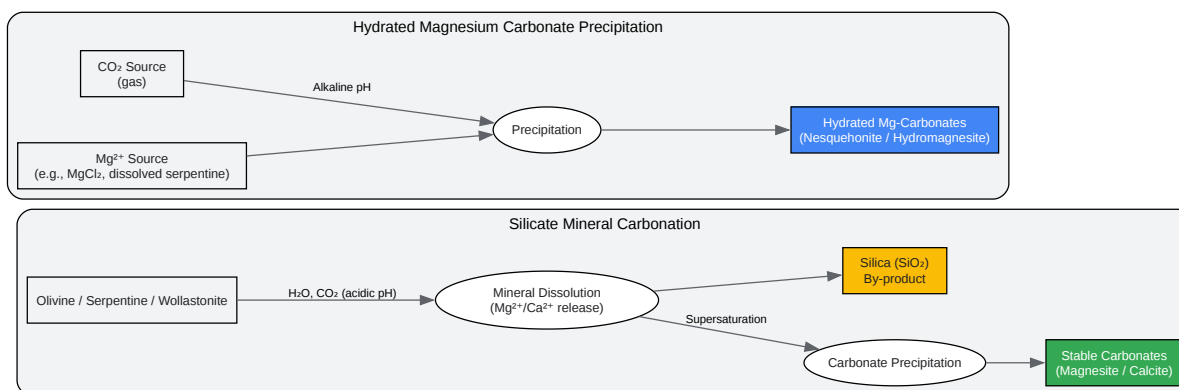 Hydrated Magnesium Carbonate Precipitation
CO₂ Source
(gas)
Alkaline pH
Mg²⁺ Source
(e.g., MgCl₂, dissolved serpentine)
Precipitation
Hydrated Mg-Carbonates
(Nesquehonite / Hydromagnesite)
Silicate Mineral Carbonation
Olivine / Serpentine / Wollastonite
H₂O, CO₂ (acidic pH)
Mineral Dissolution
(Mg²⁺/Ca²⁺ release)
Silica (SiO₂)
By-product
Supersaturation
Carbonate Precipitation
Stable Carbonates
(Magnesite / Calcite)